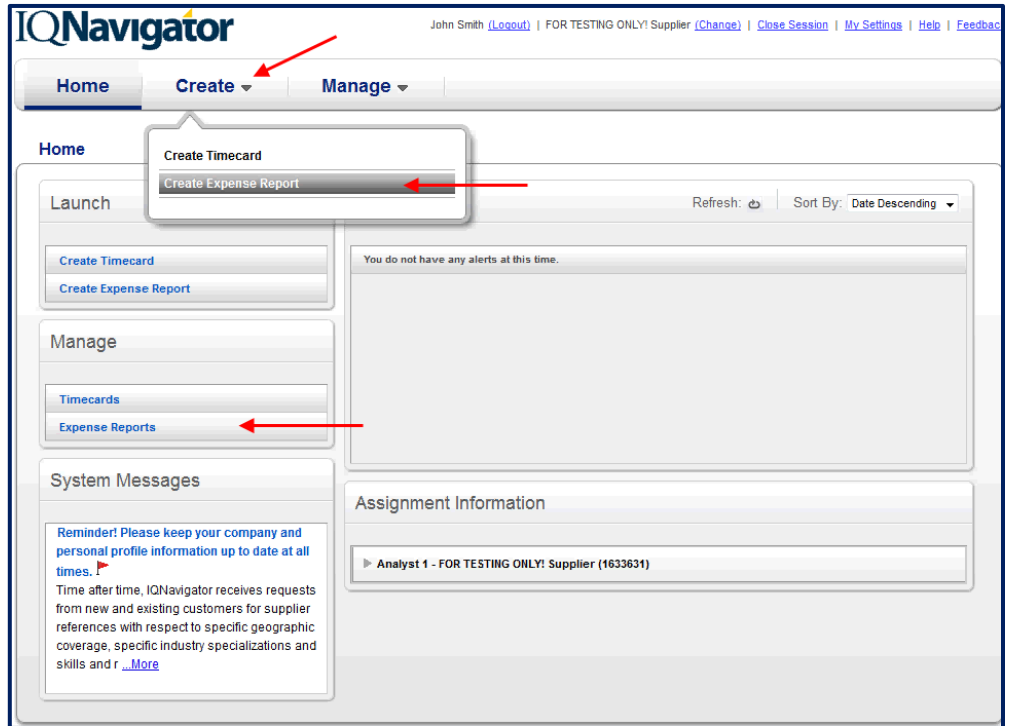 IQNavigator
John Smith (Logout) | FOR TESTING ONLY! Supplier (Change) | Close Session | My Settings | Help |
Home Create Manage
Home
Create Timecard
Create Expense Report
Launch
Create Timecard
Create Expense Report
Refresh: Sort By: Date Descending
You do not have any alerts at this time.
Manage
Timecards
Expense Reports
System Messages
Reminder! Please keep your company and
personal profile information up to date at all
times.
Time after time, IQNavigator receives requests
from new and existing customers for supplier
references with respect to specific geographic
coverage, specific industry specializations and
skills and r ...More
Assignment Information
Analyst 1 - FOR TESTING ONLY! Supplier (1633631)